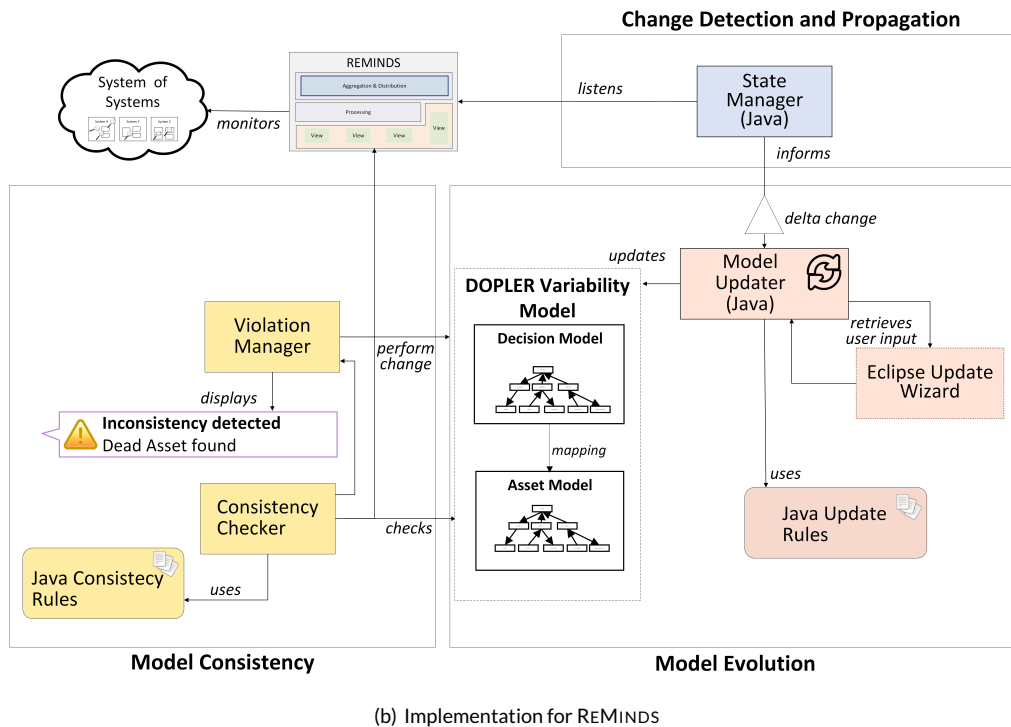 Change Detection and Propagation
REMINDS
Aggregation & Distribution
Processing
View
View
View
View
System of
Systems
System X
System Y
System Z
monitors
listens
State
Manager
(Java)
informs
delta change
updates
Model
Updater
(Java)
retrieves
user input
Eclipse Update
Wizard
DOPLER Variability
Model
Decision Model
mapping
Asset Model
Violation
Manager
perform
change
displays
Inconsistency detected
Dead Asset found
Consistency
Checker
checks
uses
Java Consistecy
Rules
uses
Java Update
Rules
Model Consistency
Model Evolution
(b) Implementation for REMINDS